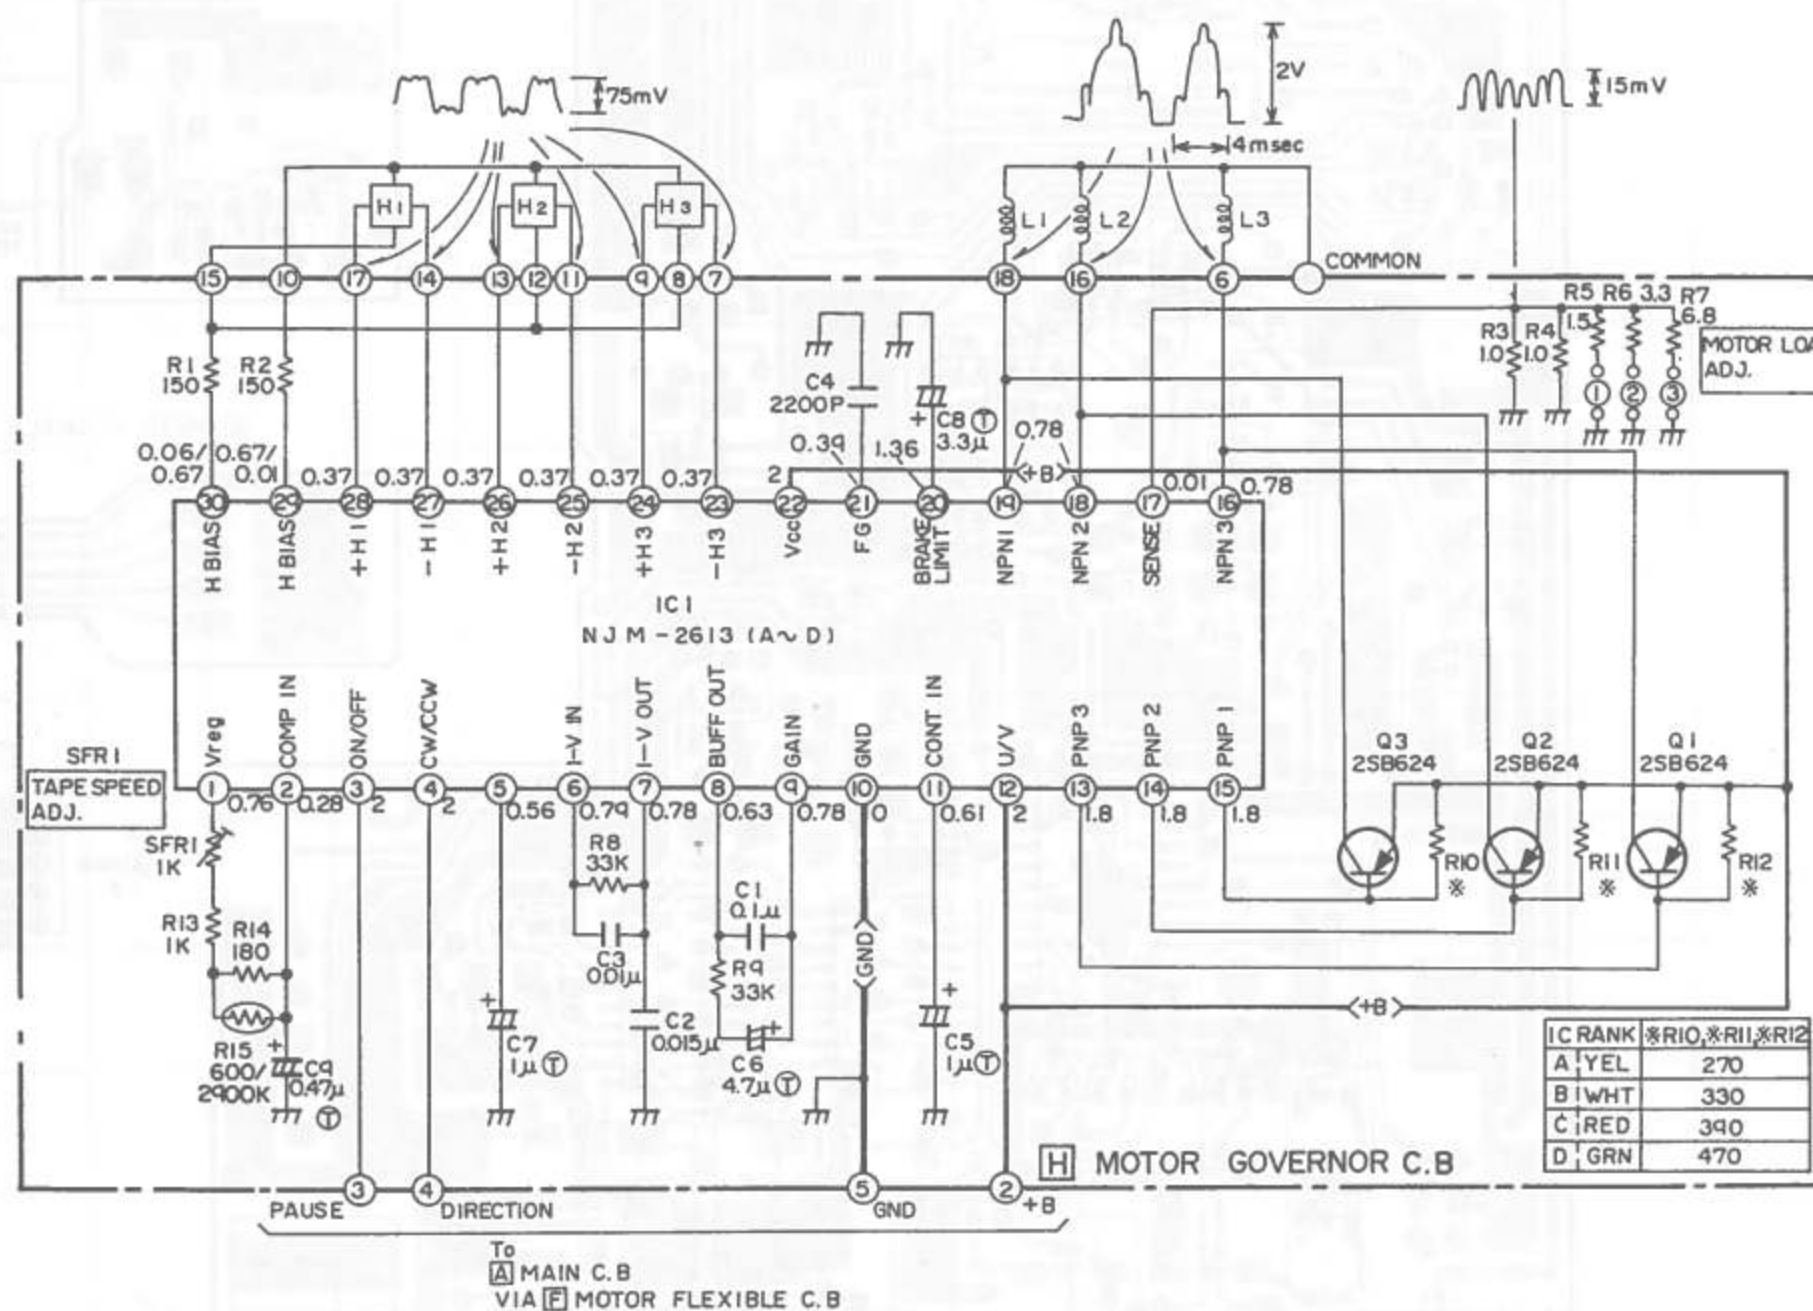 75mV
2V
4msec
15mV
H1
H2
H3
L1
L2
L3
COMMON
15
10
17
14
13
12
11
9
8
7
18
16
6
R1
150
R2
150
C4
2200P
C8 Ⓣ
3.3μ
+
R3
1.0
R4
1.0
R5
1.5
R6 3.3
R7
6.8
1
2
3
MOTOR LOA
ADJ.
0.06/
0.67
0.67/
0.01
0.37
0.37
0.37
0.37
0.37
0.37
2
0.39
1.36
0.78
<+B>
0.01
0.78
30
29
28
27
26
25
24
23
22
21
20
19
18
17
16
H BIAS
H BIAS
+H1
-H1
+H2
-H2
+H3
-H3
Vcc
FG
BRAKE
LIMIT
NPN1
NPN 2
SENSE
NPN 3
IC1
NJM-2613 (A~D)
Vreg
COMP IN
ON/OFF
CW/CCW
I-V IN
I-V OUT
BUFF OUT
GAIN
GND
CONT IN
U/V
PNP 3
PNP 2
PNP 1
1
2
3
4
5
6
7
8
9
10
11
12
13
14
15
0.76
0.28
2
2
0.56
0.79
0.78
0.63
0.78
0
0.61
2
1.8
1.8
1.8
SFR1
TAPE SPEED
ADJ.
SFR1
1K
R13
1K
R14
180
R15
600/
2900K
+
C9
0.47μ
Ⓣ
+
C7
1μ Ⓣ
R8
33K
C3
0.01μ
C2
0.015μ
C1
0.1μ
R9
33K
+
C6
4.7μ Ⓣ
<GND>
+
C5
1μ Ⓣ
Q3
2SB624
Q2
2SB624
Q1
2SB624
R10
※
R11
※
R12
※
<+B>
IC RANK ※R10,※R11,※R12
A YEL 270
B WHT 330
C RED 390
D GRN 470
H MOTOR GOVERNOR C.B
3
4
5
2
PAUSE
DIRECTION
GND
+B
To
A MAIN C.B
VIA F MOTOR FLEXIBLE C.B